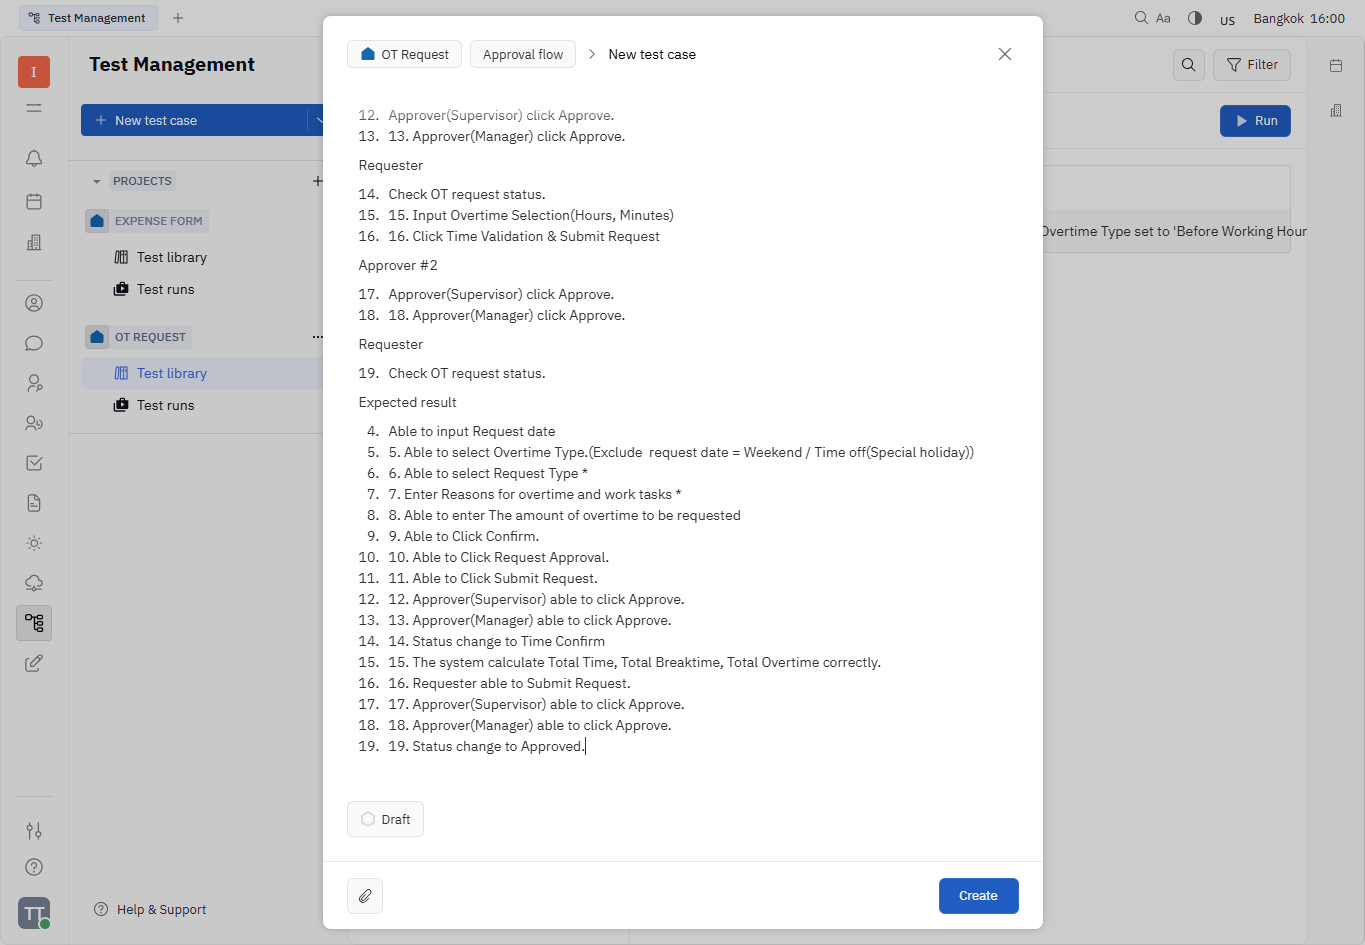 Test Management
Aa
US
Bangkok 16:00
I
Test Management
New test case
PROJECTS
EXPENSE FORM
Test library
Test runs
OT REQUEST
Test library
Test runs
Help & Support
TT
Filter
Run
Overtime Type set to 'Before Working Hour
OT Request
Approval flow
New test case
12. Approver(Supervisor) click Approve.
13. 13. Approver(Manager) click Approve.
Requester
14. Check OT request status.
15. 15. Input Overtime Selection(Hours, Minutes)
16. 16. Click Time Validation & Submit Request
Approver #2
17. Approver(Supervisor) click Approve.
18. 18. Approver(Manager) click Approve.
Requester
19. Check OT request status.
Expected result
4. Able to input Request date
5. 5. Able to select Overtime Type.(Exclude  request date = Weekend / Time off(Special holiday))
6. 6. Able to select Request Type *
7. 7. Enter Reasons for overtime and work tasks *
8. 8. Able to enter The amount of overtime to be requested
9. 9. Able to Click Confirm.
10. 10. Able to Click Request Approval.
11. 11. Able to Click Submit Request.
12. 12. Approver(Supervisor) able to click Approve.
13. 13. Approver(Manager) able to click Approve.
14. 14. Status change to Time Confirm
15. 15. The system calculate Total Time, Total Breaktime, Total Overtime correctly.
16. 16. Requester able to Submit Request.
17. 17. Approver(Supervisor) able to click Approve.
18. 18. Approver(Manager) able to click Approve.
19. 19. Status change to Approved.
Draft
Create